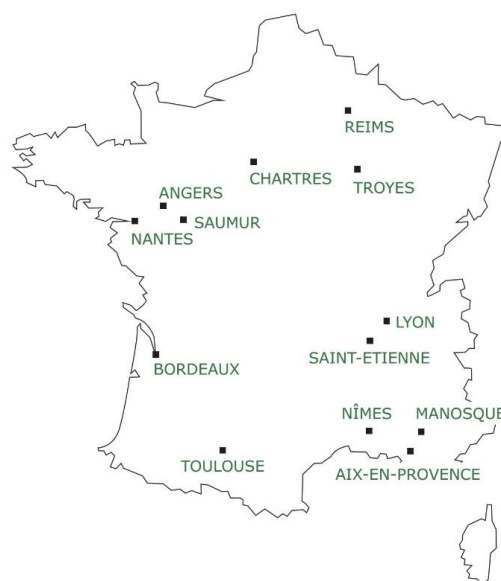 REIMS
CHARTRES
TROYES
ANGERS
SAUMUR
NANTES
LYON
SAINT-ETIENNE
BORDEAUX
NÎMES
MANOSQUE
TOULOUSE
AIX-EN-PROVENCE